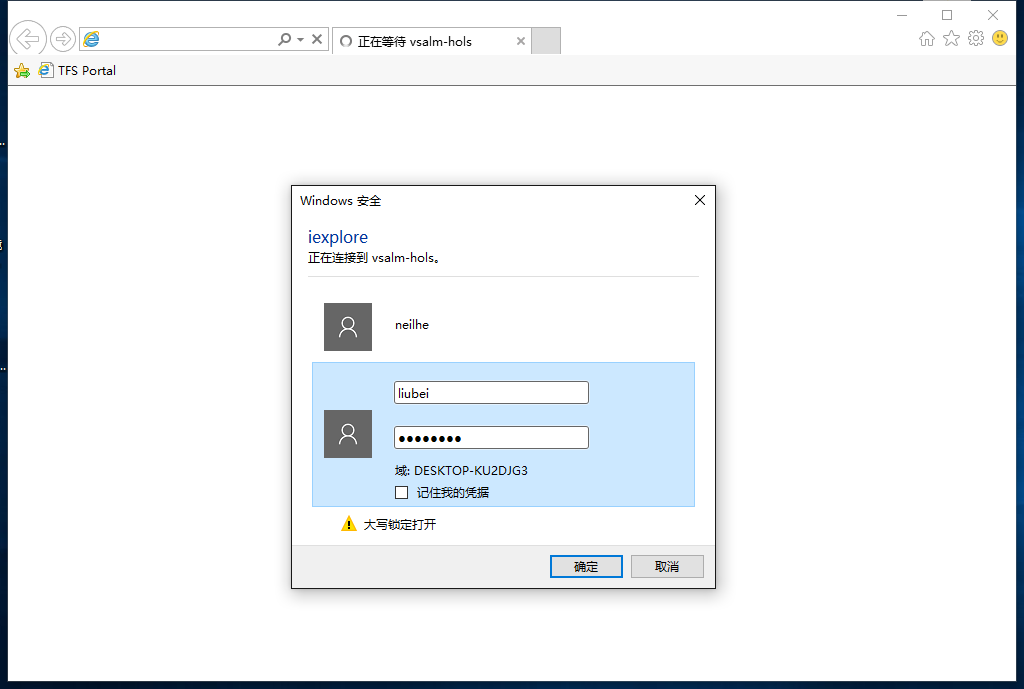 正在等待 vsalm-hols
TFS Portal
Windows 安全
iexplore
正在连接到 vsalm-hols。
neilhe
liubei
●●●●●●●●
域: DESKTOP-KU2DJG3
记住我的凭据
大写锁定打开
确定
取消